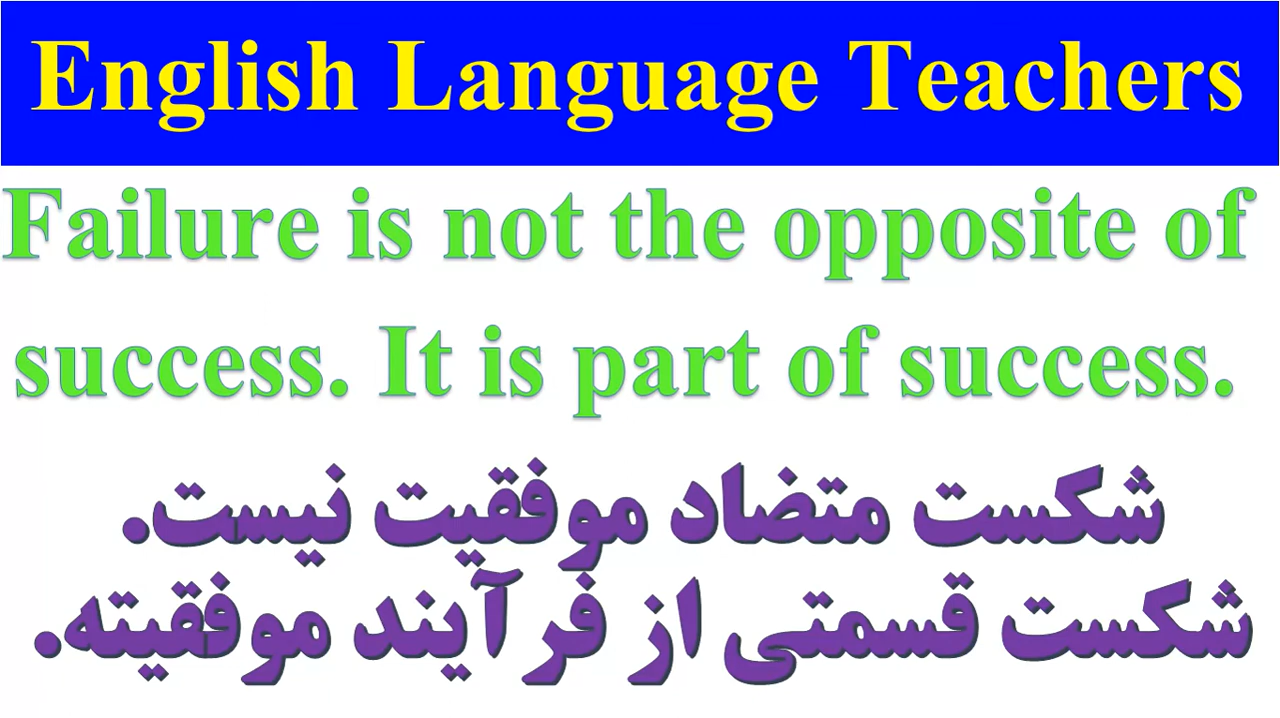 English Language Teachers
Failure is not the opposite of
success. It is part of success.
شکست متضاد موفقیت نیست.
شکست قسمتی از فرآیند موفقیته.